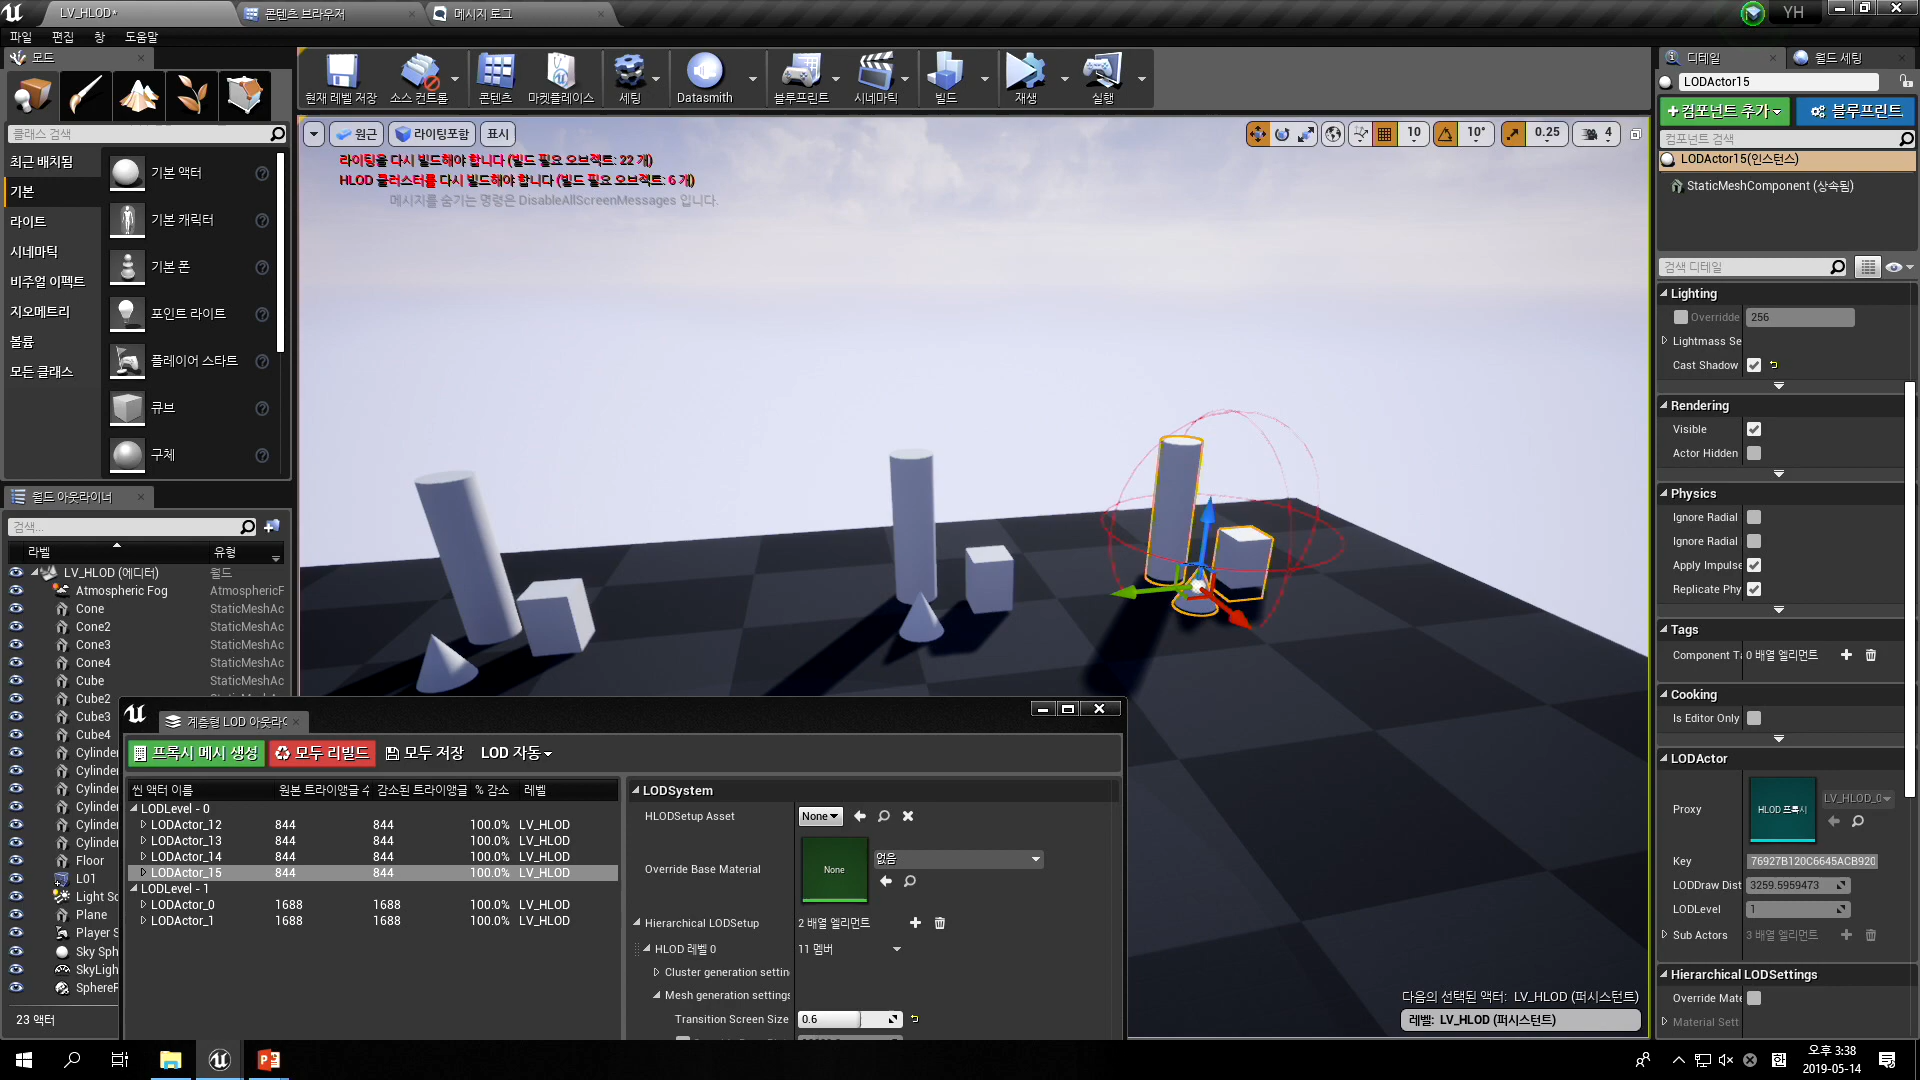 LV_HLOD*
콘텐츠 브라우저
메시지 로그
YH
파일
편집
창
도움말
모드
현재 레벨 저장
소스 컨트롤
콘텐츠
마켓플레이스
세팅
Datasmith
블루프린트
시네마틱
빌드
재생
실행
클래스 검색
최근 배치됨
기본
라이트
시네마틱
비주얼 이펙트
지오메트리
볼륨
모든 클래스
기본 액터
기본 캐릭터
기본 폰
포인트 라이트
플레이어 스타트
큐브
구체
원근
라이팅포함
표시
10
10°
0.25
4
라이팅을 다시 빌드해야 합니다 (빌드 필요 오브젝트: 22 개)
HLOD 클러스터를 다시 빌드해야 합니다 (빌드 필요 오브젝트: 6 개)
메시지를 숨기는 명령은 DisableAllScreenMessages 입니다.
다음의 선택된 액터: LV_HLOD (퍼시스턴트)
레벨: LV_HLOD (퍼시스턴트)
월드 아웃라이너
검색...
라벨 유형
LV_HLOD (에디터) 월드
Atmospheric Fog AtmosphericF
Cone StaticMeshAc
Cone2 StaticMeshAc
Cone3 StaticMeshAc
Cone4 StaticMeshAc
Cube StaticMeshAc
Cube2
Cube3
Cube4
Cylinder
Cylinder
Cylinder
Cylinder
Cylinder
Cylinder
Floor
L01
Light So
Plane
Player S
Sky Sph
SkyLigh
SphereF
23 액터
계층형 LOD 아웃라이
프록시 메시 생성
모두 리빌드
모두 저장
LOD 자동
씬 액터 이름 원본 트라이앵글 수 감소된 트라이앵글 % 감소 레벨
LODLevel - 0
LODActor_12 844 844 100.0% LV_HLOD
LODActor_13 844 844 100.0% LV_HLOD
LODActor_14 844 844 100.0% LV_HLOD
LODActor_15 844 844 100.0% LV_HLOD
LODLevel - 1
LODActor_0 1688 1688 100.0% LV_HLOD
LODActor_1 1688 1688 100.0% LV_HLOD
LODSystem
HLODSetup Asset None
Override Base Material None 없음
Hierarchical LODSetup 2 배열 엘리먼트
HLOD 레벨 0 11 멤버
Cluster generation settin
Mesh generation settings
Transition Screen Size 0.6
디테일
월드 세팅
LODActor15
+컴포넌트 추가
블루프린트
컴포넌트 검색
LODActor15(인스턴스)
StaticMeshComponent (상속됨)
검색 디테일
Lighting
Overridde 256
Lightmass Se
Cast Shadow
Rendering
Visible
Actor Hidden
Physics
Ignore Radial
Ignore Radial
Apply Impulse
Replicate Phy
Tags
Component T 0 배열 엘리먼트
Cooking
Is Editor Only
LODActor
Proxy HLOD 프록시 LV_HLOD_0
Key 76927B120C6645ACB920
LODDraw Dist 3259.5959473
LODLevel 1
Sub Actors 3 배열 엘리먼트
Hierarchical LODSettings
Override Mate
Material Sett
오후 3:38
2019-05-14